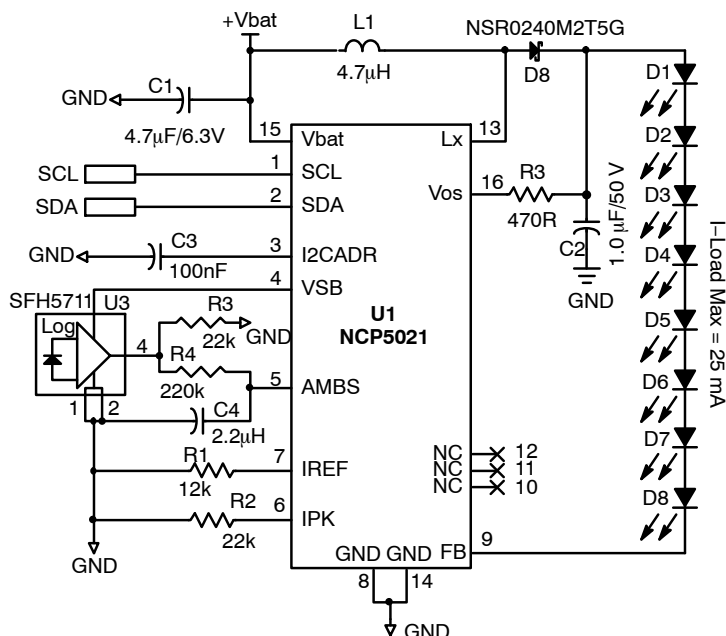 +Vbat
L1
4.7μH
NSR0240M2T5G
D8
GND
C1
4.7μF/6.3V
15
Vbat
Lx
13
D1
SCL
1
SCL
D2
SDA
2
SDA
Vos
16
R3
470R
D3
C2
1.0 μF/50 V
GND
I–Load Max = 25 mA
GND
C3
100nF
3
I2CADR
D4
4
VSB
SFH5711
U3
Log
4
R3
22k
GND
U1
NCP5021
D5
R4
220k
5
AMBS
D6
1
2
C4
2.2μH
D7
R1
12k
7
IREF
NC
12
NC
11
NC
10
D8
R2
22k
6
IPK
GND
GND
GND
FB
9
8
14
GND